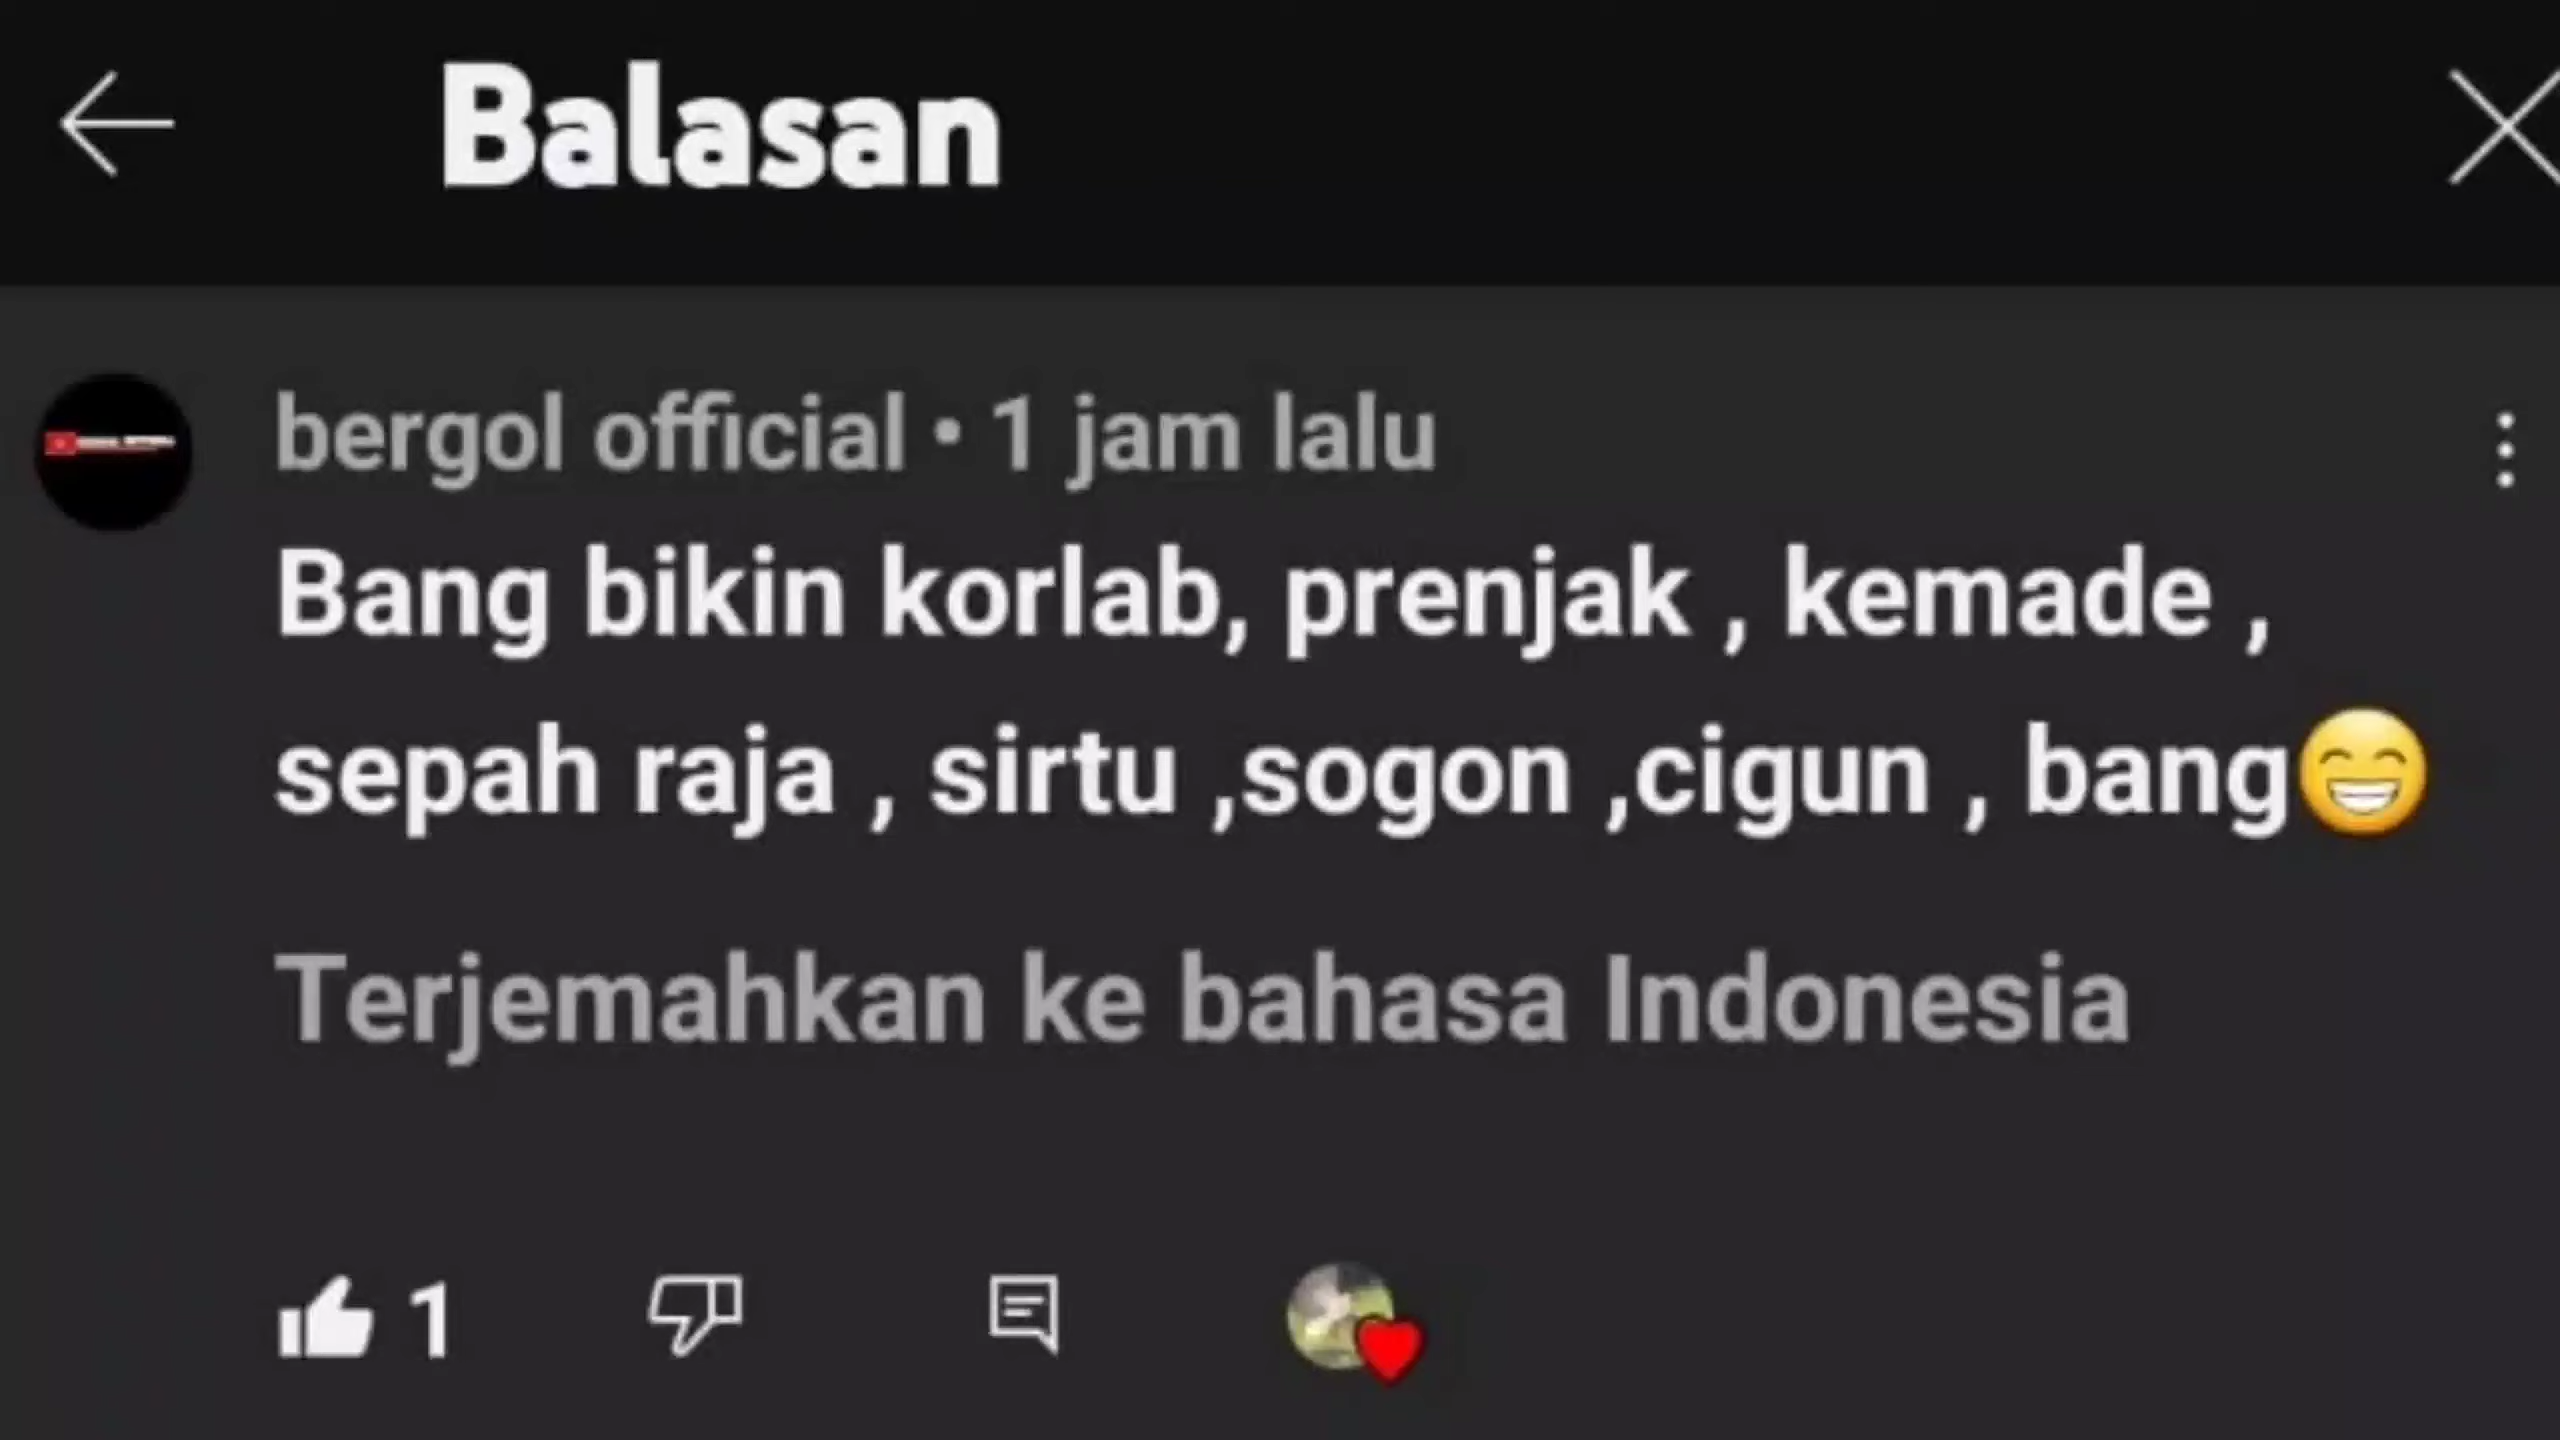 Balasan
bergol official • 1 jam lalu
Bang bikin korlab, prenjak , kemade ,
sepah raja , sirtu ,sogon ,cigun , bang😁
Terjemahkan ke bahasa Indonesia
1